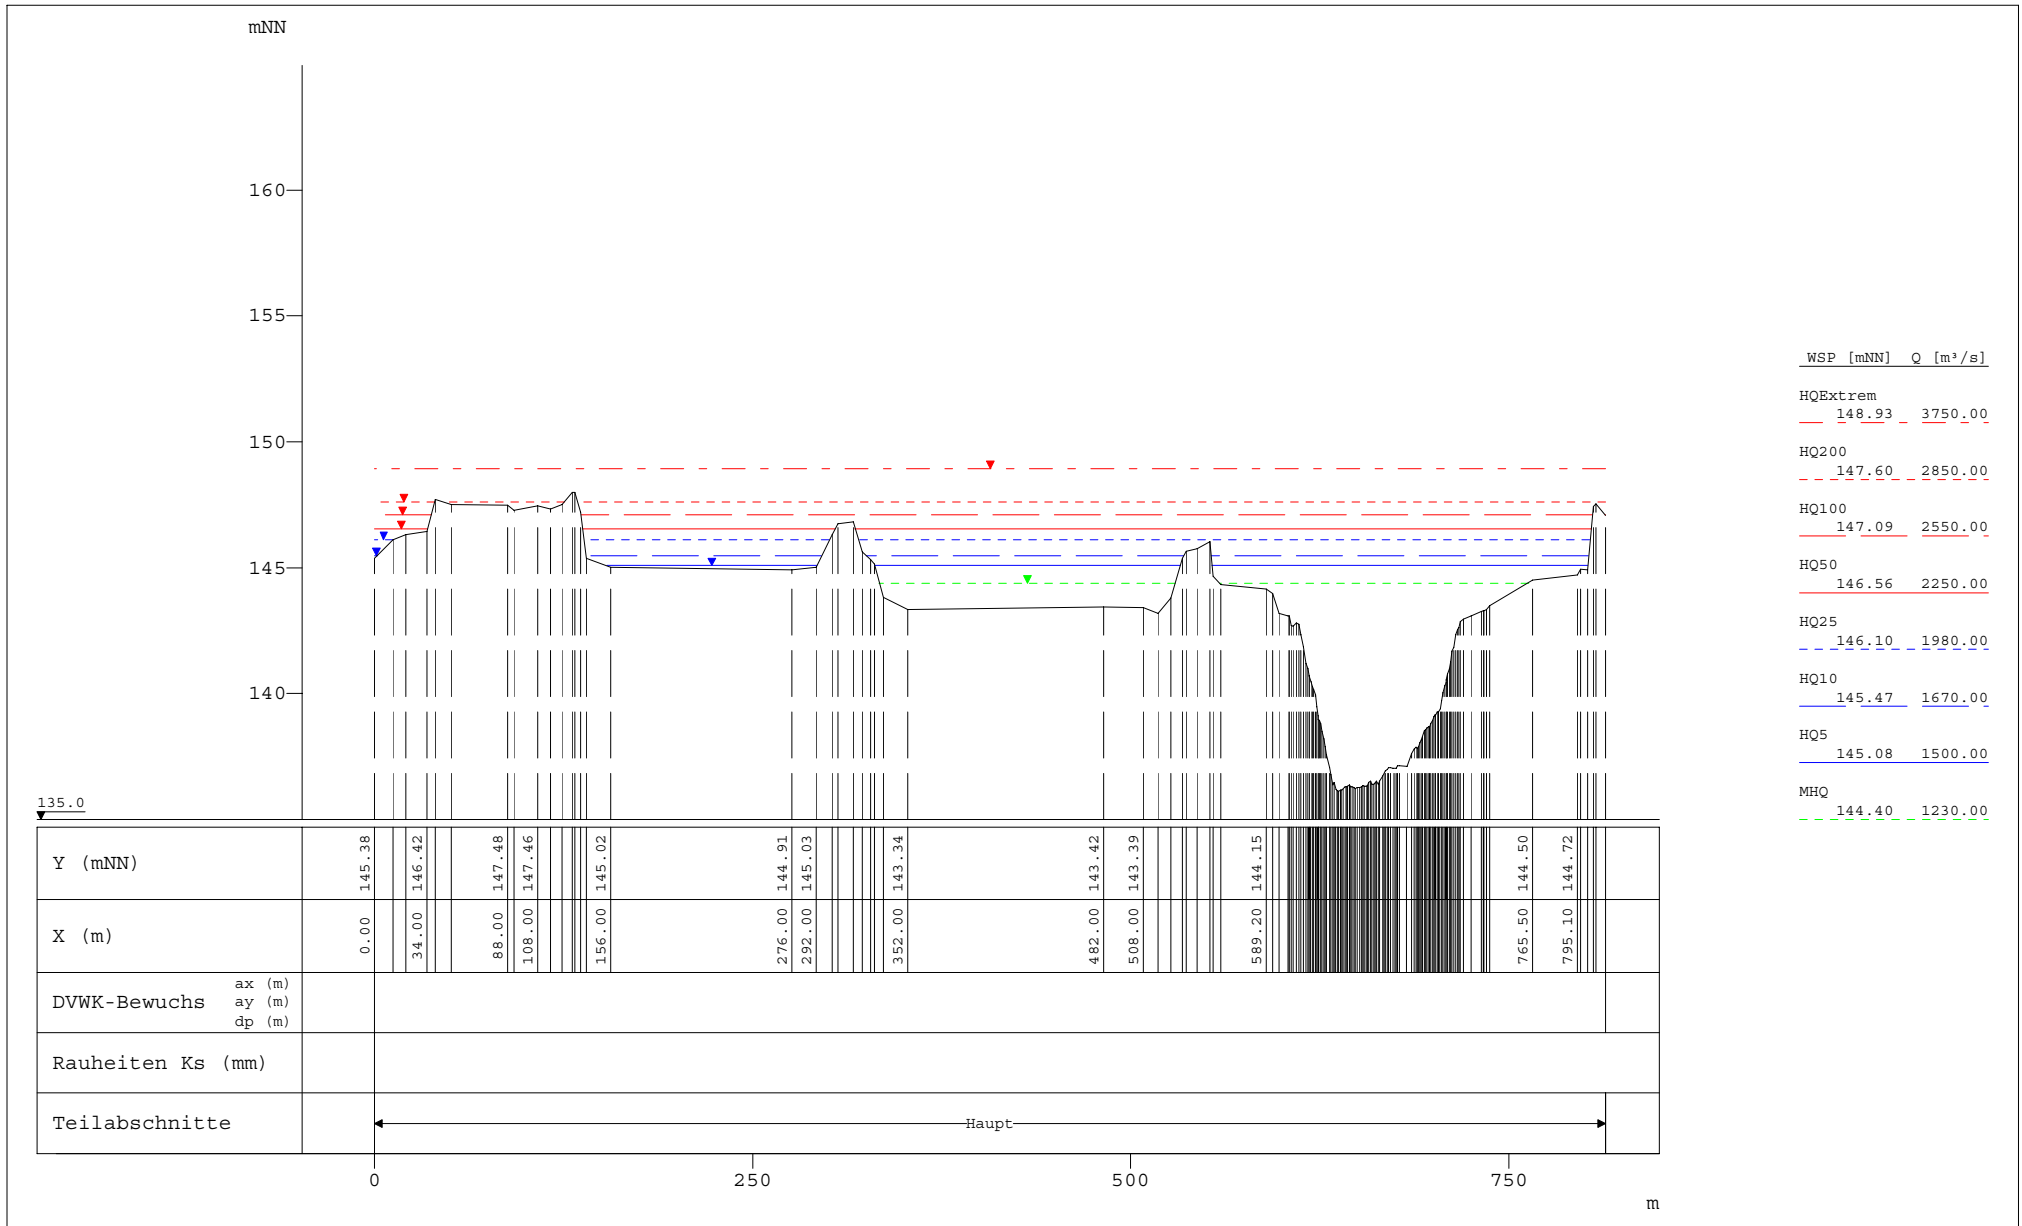 mNN
160
155
150
145
140
135.0
WSP [mNN] Q [m³/s]
HQExtrem
148.93 3750.00
HQ200
147.60 2850.00
HQ100
147.09 2550.00
HQ50
146.56 2250.00
HQ25
146.10 1980.00
HQ10
145.47 1670.00
HQ5
145.08 1500.00
MHQ
144.40 1230.00
Y (mNN)
145.38 146.42 147.48 147.46 145.02 144.91 145.03 143.34 143.42 143.39 144.15 144.50 144.72
X (m)
0.00 34.00 88.00 108.00 156.00 276.00 292.00 352.00 482.00 508.00 589.20 765.50 795.10
DVWK-Bewuchs
ax (m)
ay (m)
dp (m)
Rauheiten Ks (mm)
Teilabschnitte
Haupt
0 250 500 750
m